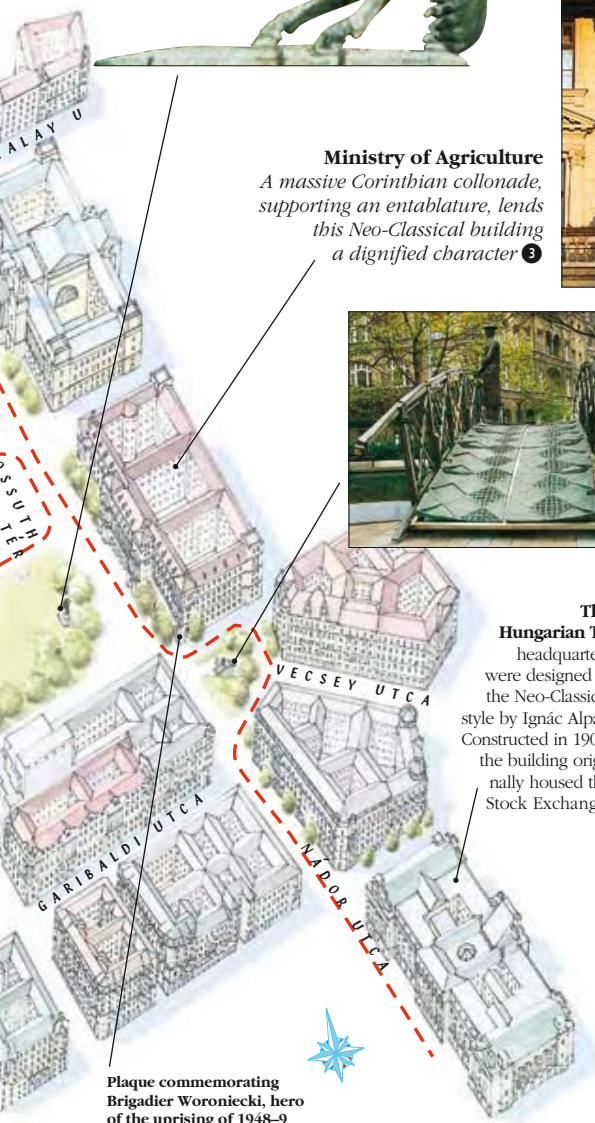 ALAY U
Ministry of Agriculture
A massive Corinthian collonade,
supporting an entablature, lends
this Neo-Classical building
a dignified character 3
OSSUTH
TÉR
Th
Hungarian T
headquarte
were designed
the Neo-Classic
style by Ignác Alpá
Constructed in 190
the building orig
nally housed th
Stock Exchang
VECSEY UTCA
GARIBALDI UTCA
NÁDOR UTCA
Plaque commemorating
Brigadier Woroniecki, hero
of the uprising of 1948–9